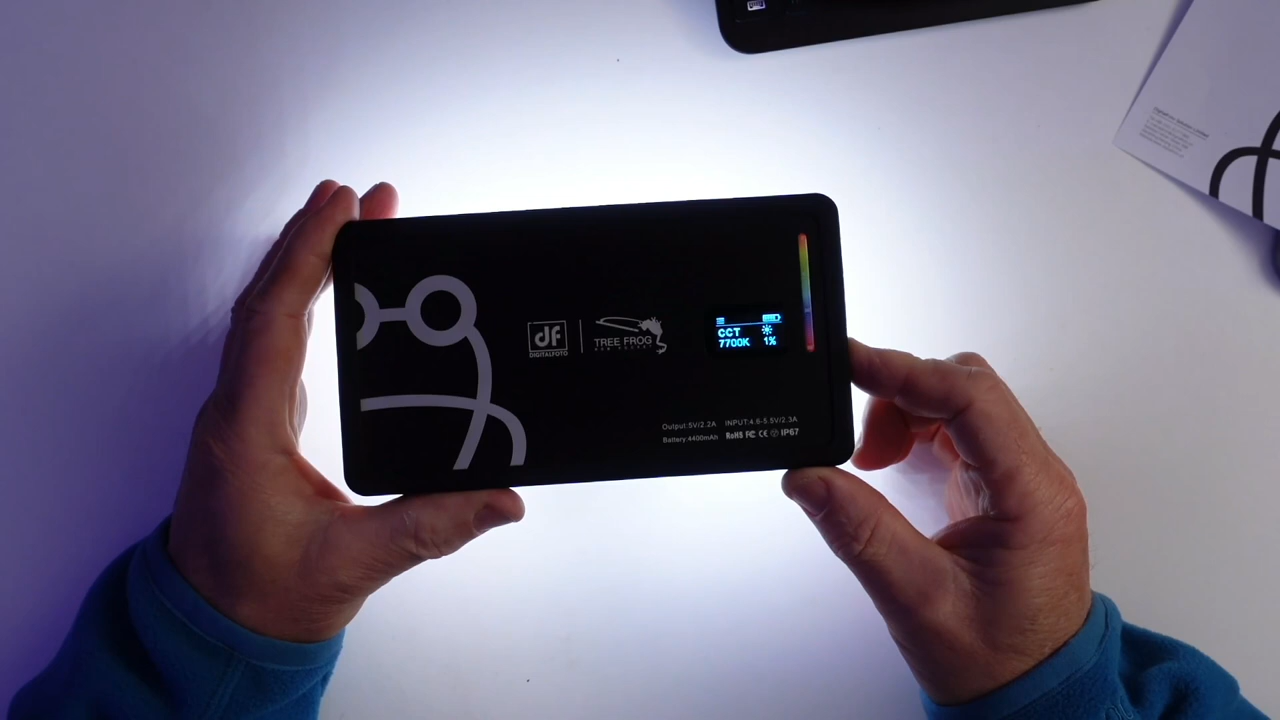 df
DIGITALFOTO
TREE FROG
CCT
7700K 1%
Output:5V/2.2A INPUT:4.6-5.5V/2.3A
Battery:4400mAh RoHS FC CE IP67